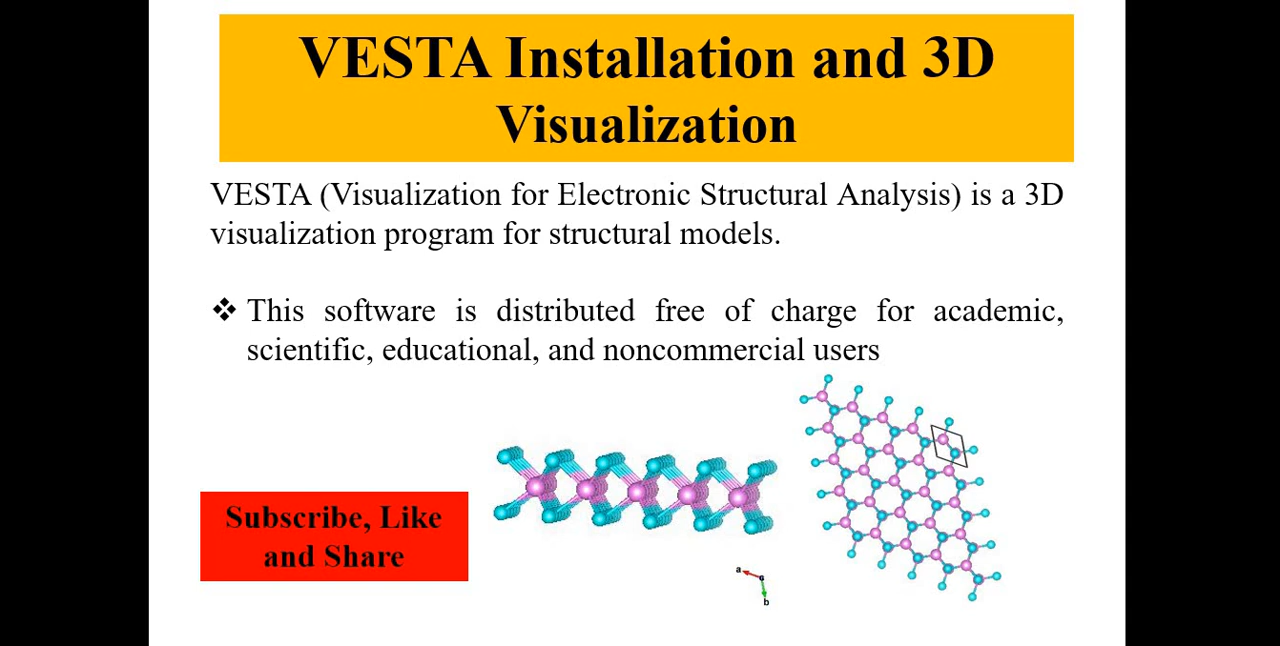 VESTA Installation and 3D
Visualization
VESTA (Visualization for Electronic Structural Analysis) is a 3D
visualization program for structural models.
❖ This software is distributed free of charge for academic,
scientific, educational, and noncommercial users
Subscribe, Like
and Share
a
c
b